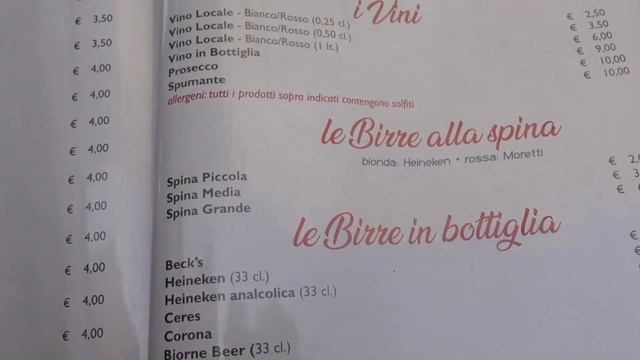 € 3,50
€ 3,50
€ 4,00
€ 4,00
€ 4,00
€ 4,00
€ 4,00
€ 4,00
€ 4,00
€ 4,00
€ 4,00
€ 4,00
i Vini
Vino Locale - Bianco/Rosso (0,25 cl.) € 2,50
Vino Locale - Bianco/Rosso (0,50 cl.) € 3,50
Vino Locale - Bianco/Rosso (1 lt.) € 6,00
Vino in Bottiglia € 9,00
Prosecco € 10,00
Spumante € 10,00
allergeni: tutti i prodotti sopra indicati contengono solfiti
le Birre alla spina
bionda: Heineken • rossa: Moretti
Spina Piccola € 2,
Spina Media € 3,
Spina Grande €
le Birre in bottiglia
Beck's €
Heineken (33 cl.) €
Heineken analcolica (33 cl.)
Ceres
Corona
Bjorne Beer (33 cl.)